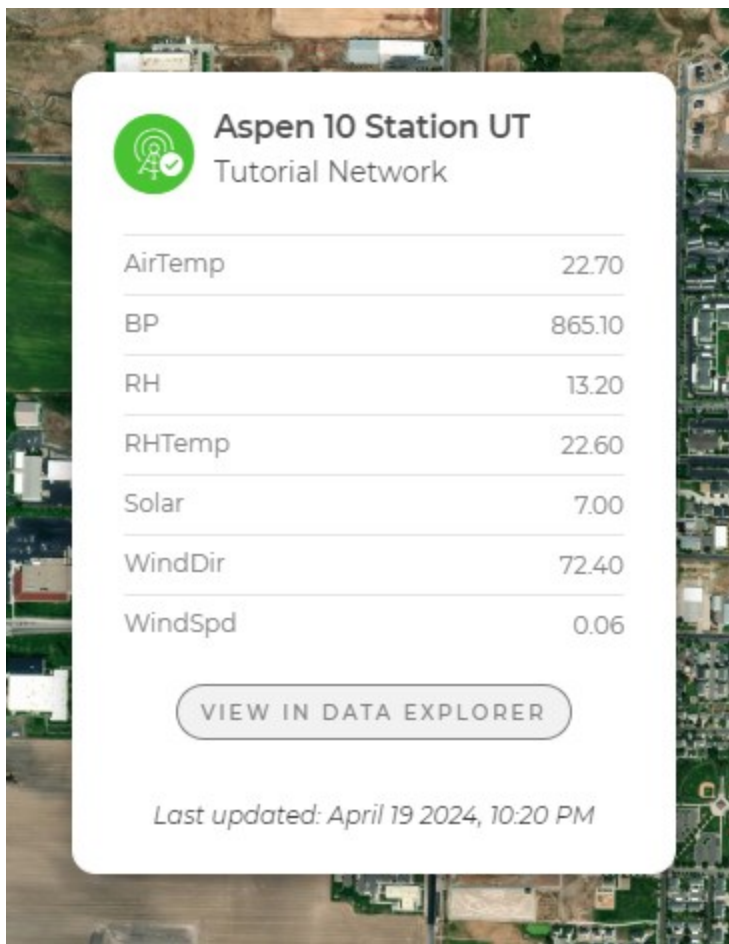 Aspen 10 Station UT
Tutorial Network
AirTemp 22.70
BP 865.10
RH 13.20
RHTemp 22.60
Solar 7.00
WindDir 72.40
WindSpd 0.06
VIEW IN DATA EXPLORER
Last updated: April 19 2024, 10:20 PM